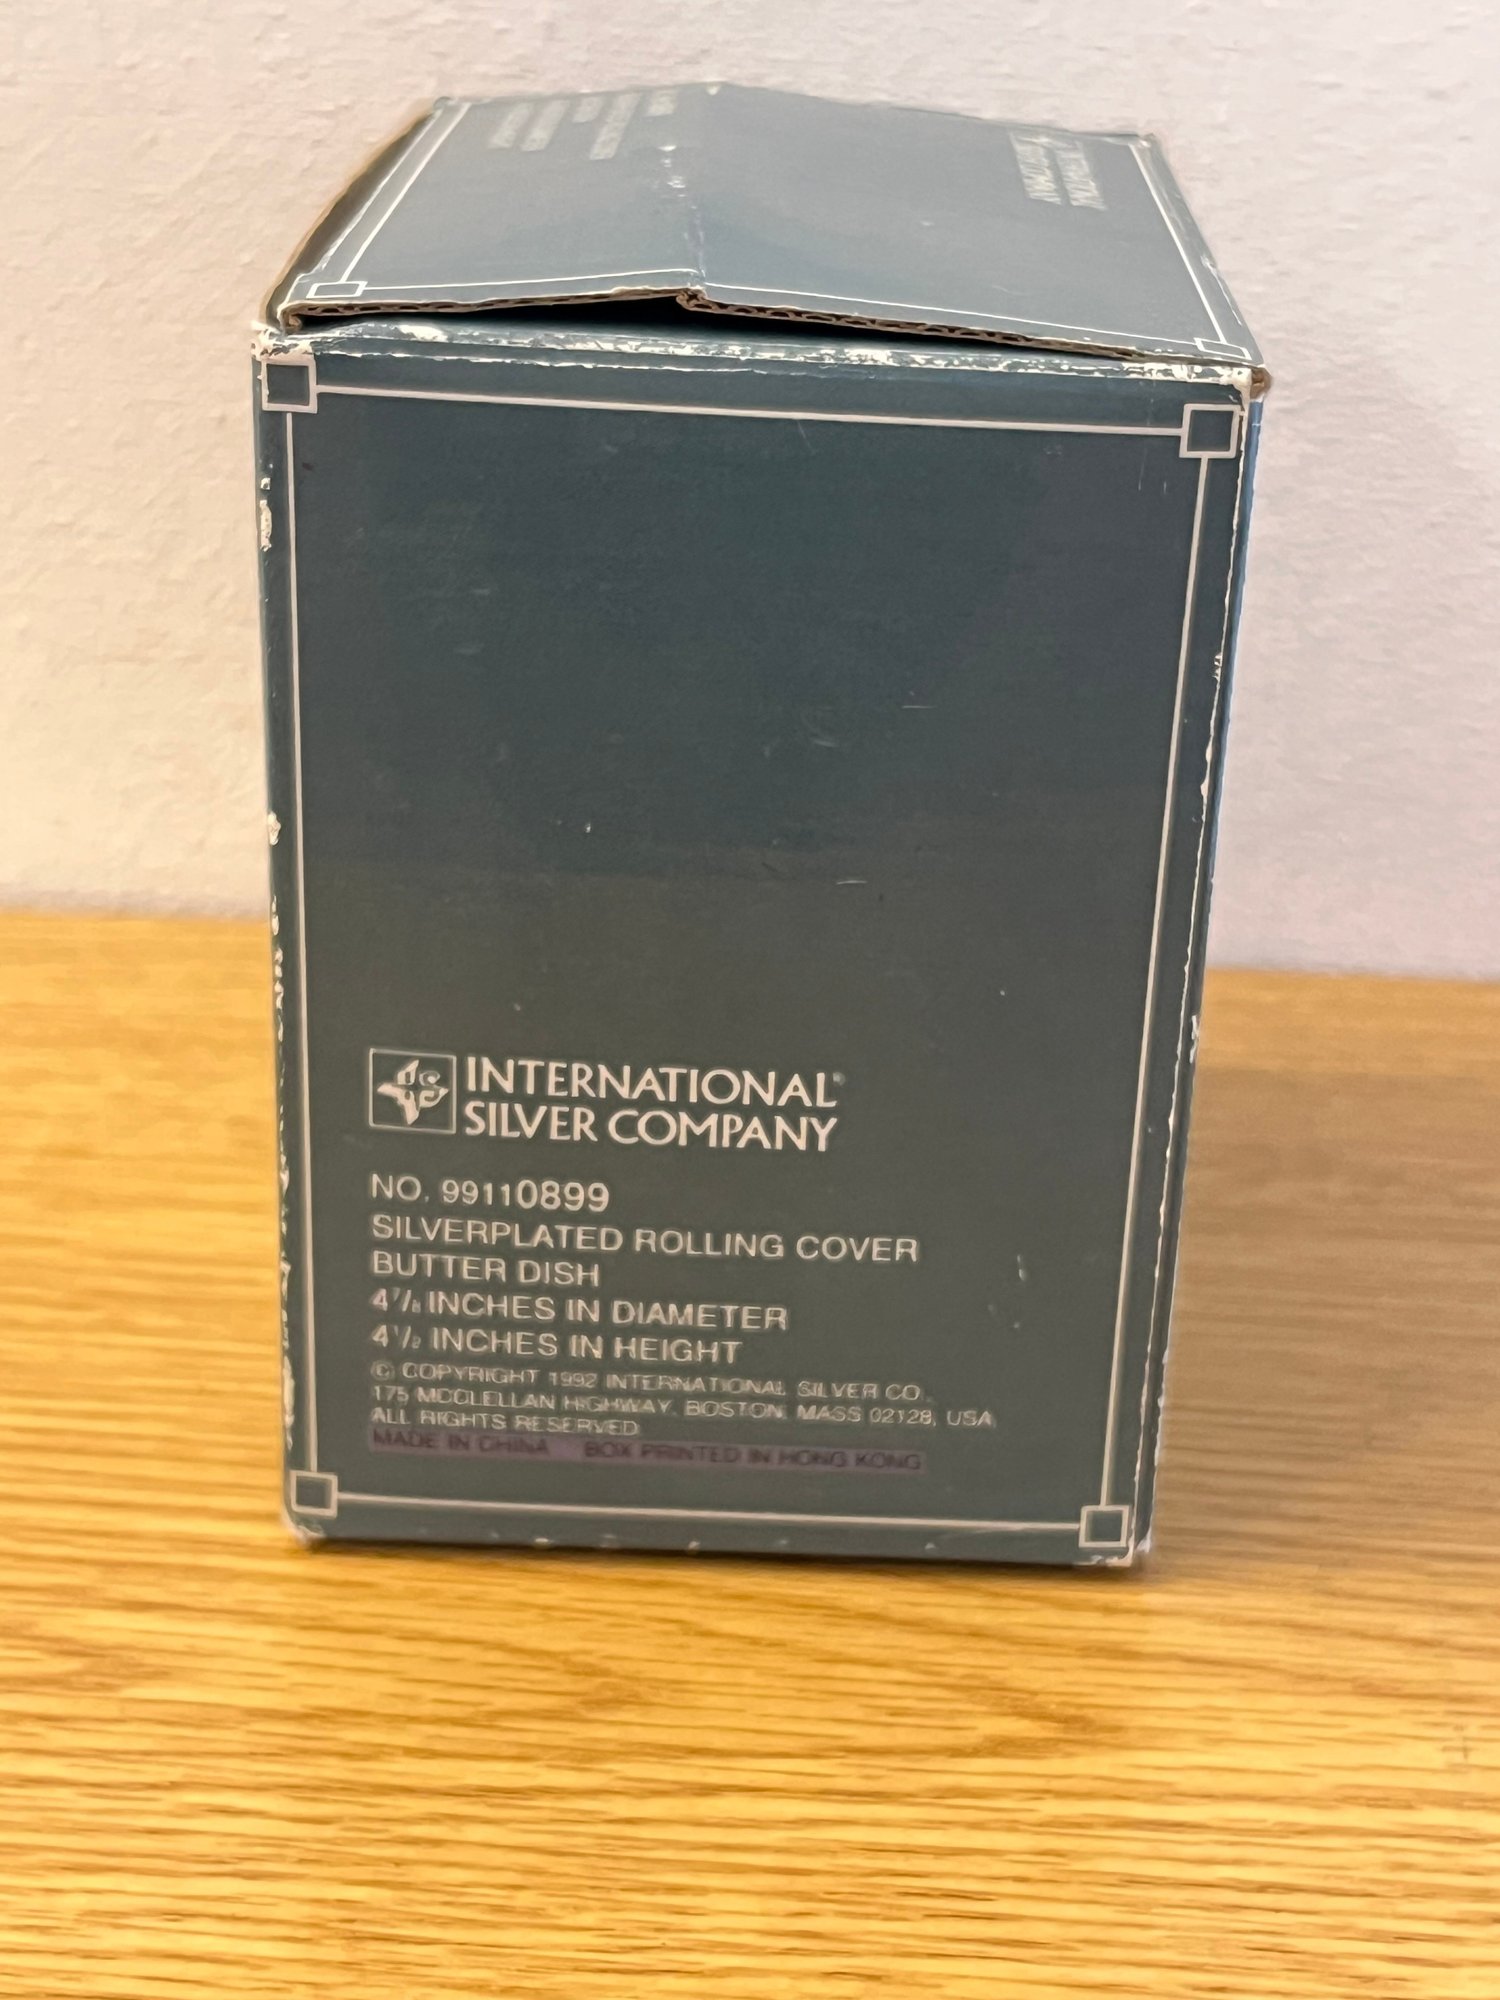 INTERNATIONAL®
SILVER COMPANY
NO. 99110899
SILVERPLATED ROLLING COVER
BUTTER DISH
4⅞ INCHES IN DIAMETER
4½ INCHES IN HEIGHT
© COPYRIGHT 1992 INTERNATIONAL SILVER CO.
175 MCCLELLAN HIGHWAY, BOSTON, MASS 02128, USA
ALL RIGHTS RESERVED
MADE IN CHINA BOX PRINTED IN HONG KONG